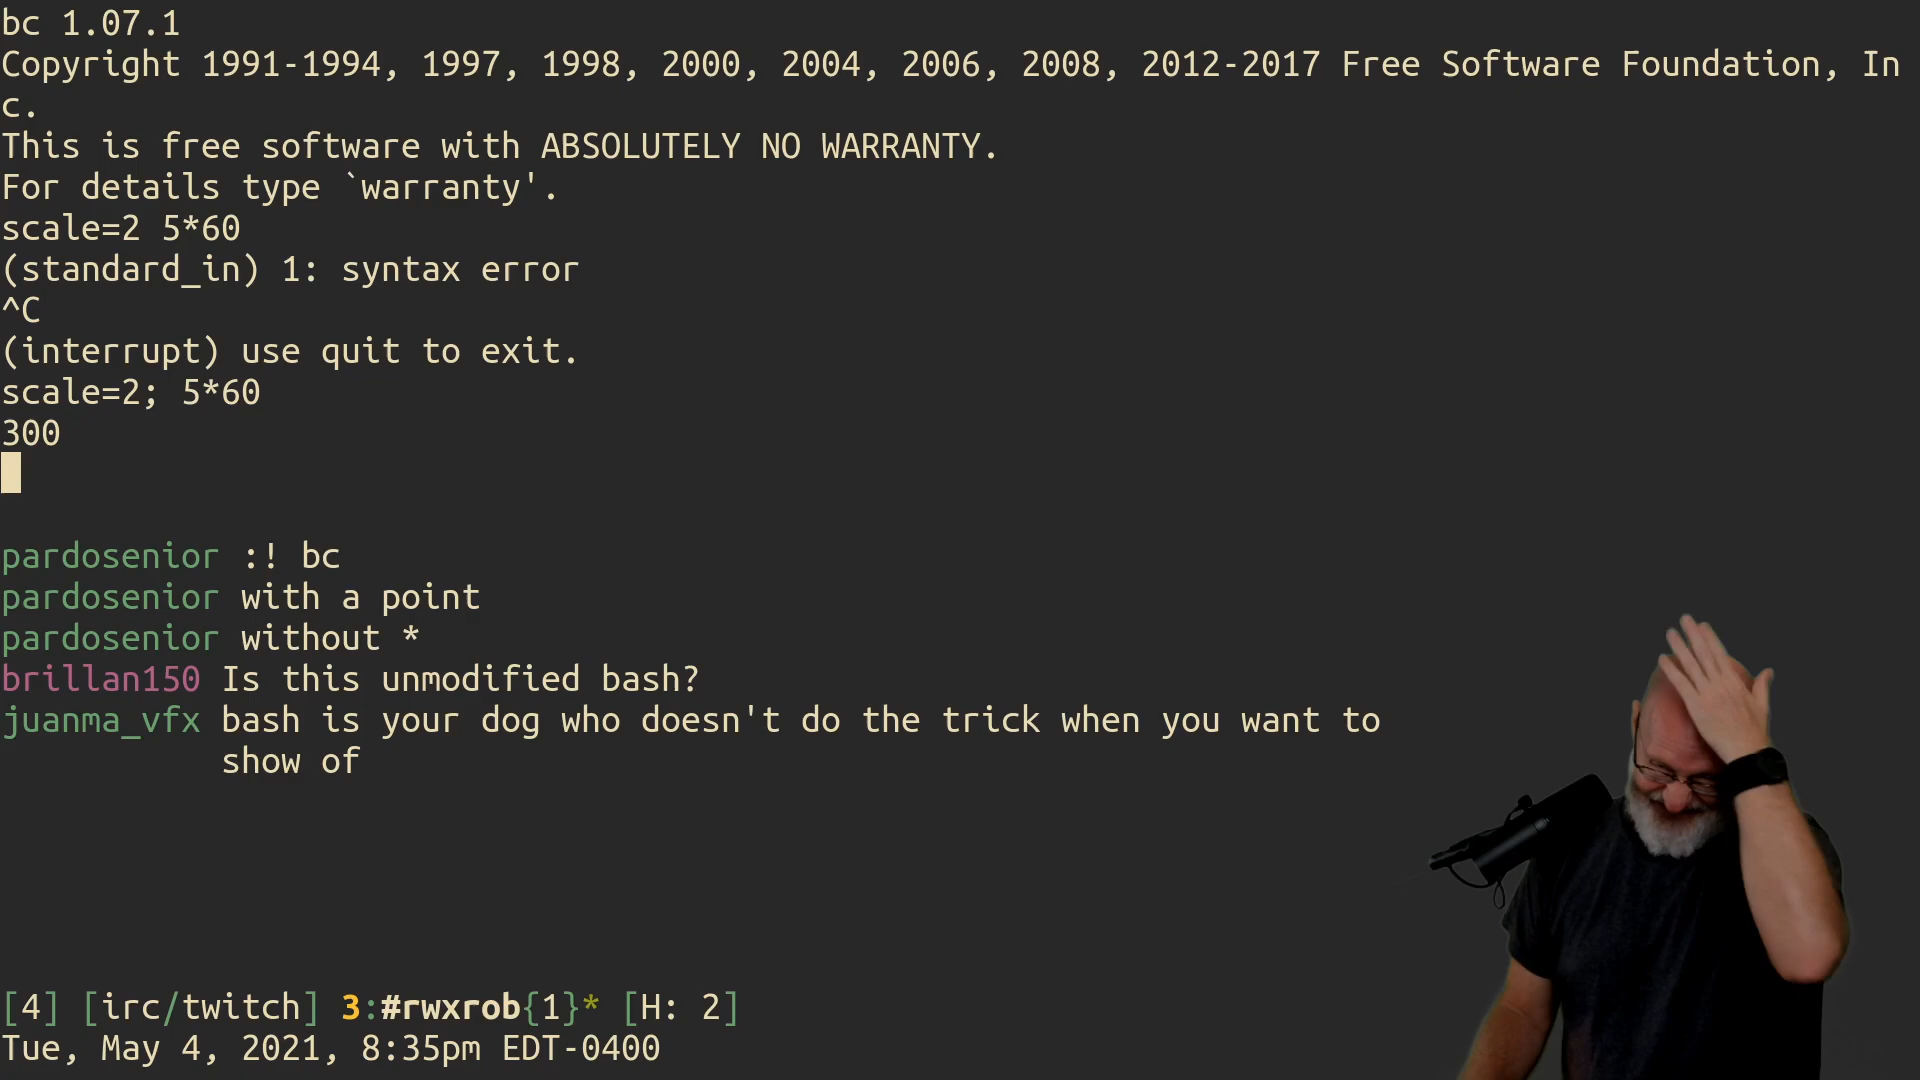 bc 1.07.1
Copyright 1991-1994, 1997, 1998, 2000, 2004, 2006, 2008, 2012-2017 Free Software Foundation, In
c.
This is free software with ABSOLUTELY NO WARRANTY.
For details type `warranty'.
scale=2 5*60
(standard_in) 1: syntax error
^C
(interrupt) use quit to exit.
scale=2; 5*60
300
pardosenior :! bc
pardosenior with a point
pardosenior without *
brillan150 Is this unmodified bash?
juanma_vfx bash is your dog who doesn't do the trick when you want to
show of
[4] [irc/twitch] 3:#rwxrob{1}* [H: 2]
Tue, May 4, 2021, 8:35pm EDT-0400